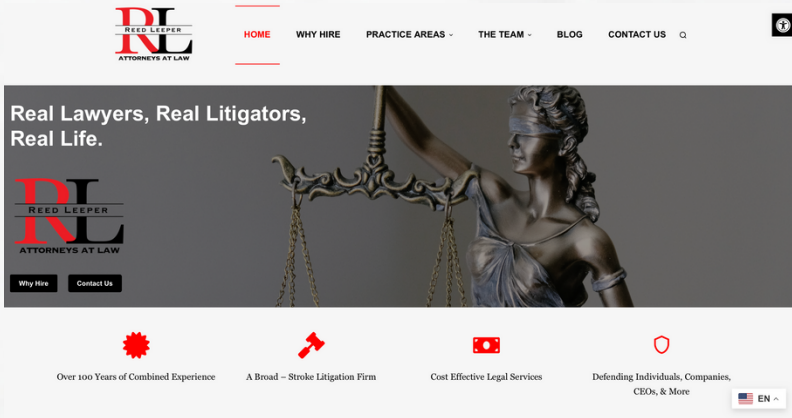 RL
REED LEEPER
ATTORNEYS AT LAW
HOME
WHY HIRE
PRACTICE AREAS
THE TEAM
BLOG
CONTACT US
Real Lawyers, Real Litigators,
Real Life.
RL
REED LEEPER
ATTORNEYS AT LAW
Why Hire
Contact Us
Over 100 Years of Combined Experience
A Broad – Stroke Litigation Firm
Cost Effective Legal Services
Defending Individuals, Companies,
CEOs, & More
EN